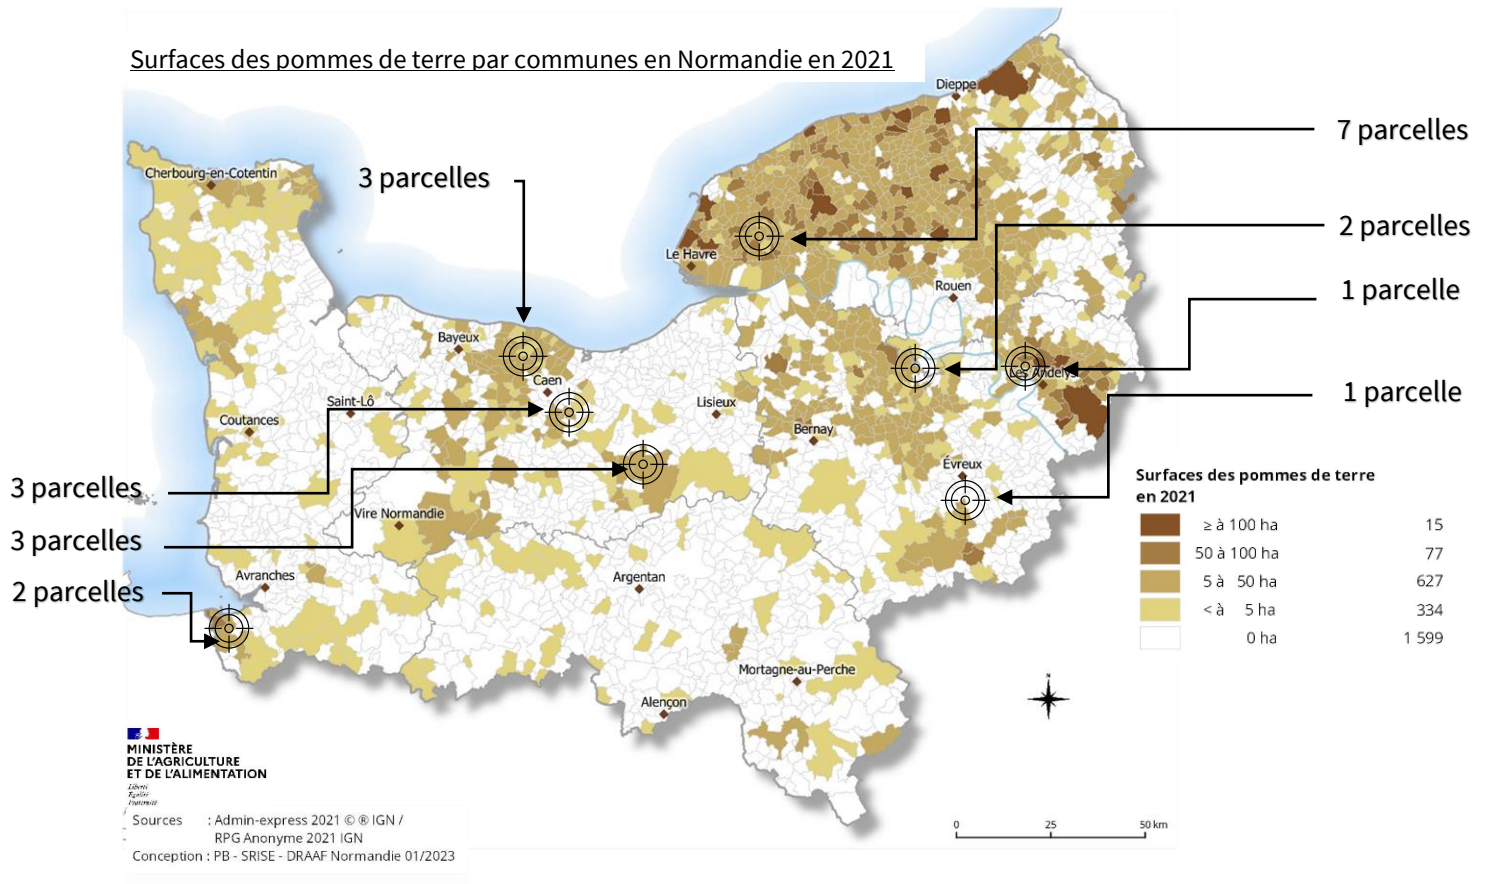 Surfaces des pommes de terre par communes en Normandie en 2021
Dieppe
7 parcelles
Cherbourg-en-Cotentin
3 parcelles
2 parcelles
Le Havre
Rouen
1 parcelle
Bayeux
Caen
Les Andelys
1 parcelle
Saint-Lô
Lisieux
Coutances
Bernay
Évreux
3 parcelles
Vire Normandie
3 parcelles
Avranches
Argentan
2 parcelles
Mortagne-au-Perche
Alençon
Surfaces des pommes de terre
en 2021
≥ à 100 ha 15
50 à 100 ha 77
5 à 50 ha 627
< à 5 ha 334
0 ha 1 599
N
MINISTÈRE
DE L'AGRICULTURE
ET DE L'ALIMENTATION
Liberté
Égalité
Fraternité
Sources : Admin-express 2021 © ® IGN /
RPG Anonyme 2021 IGN
Conception : PB - SRISE - DRAAF Normandie 01/2023
0 25 50 km